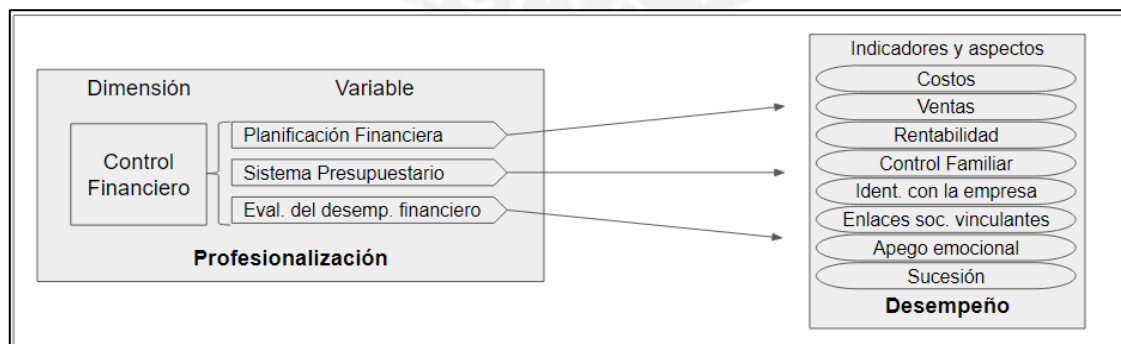 Dimensión
Variable
Control
Financiero
Planificación Financiera
Sistema Presupuestario
Eval. del desemp. financiero
Profesionalización
Indicadores y aspectos
Costos
Ventas
Rentabilidad
Control Familiar
Ident. con la empresa
Enlaces soc. vinculantes
Apego emocional
Sucesión
Desempeño